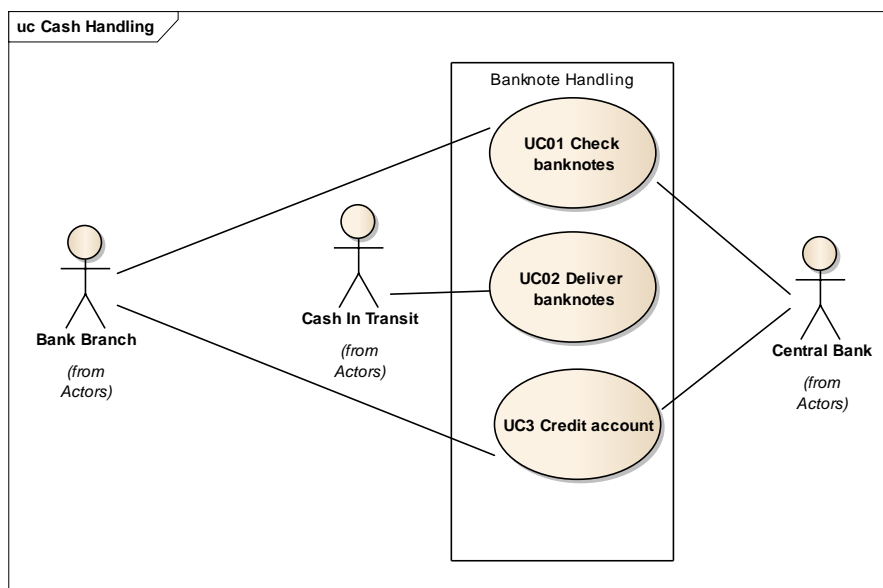 uc Cash Handling
Banknote Handling
UC01 Check
banknotes
UC02 Deliver
banknotes
UC3 Credit account
Bank Branch
(from
Actors)
Cash In Transit
(from
Actors)
Central Bank
(from
Actors)